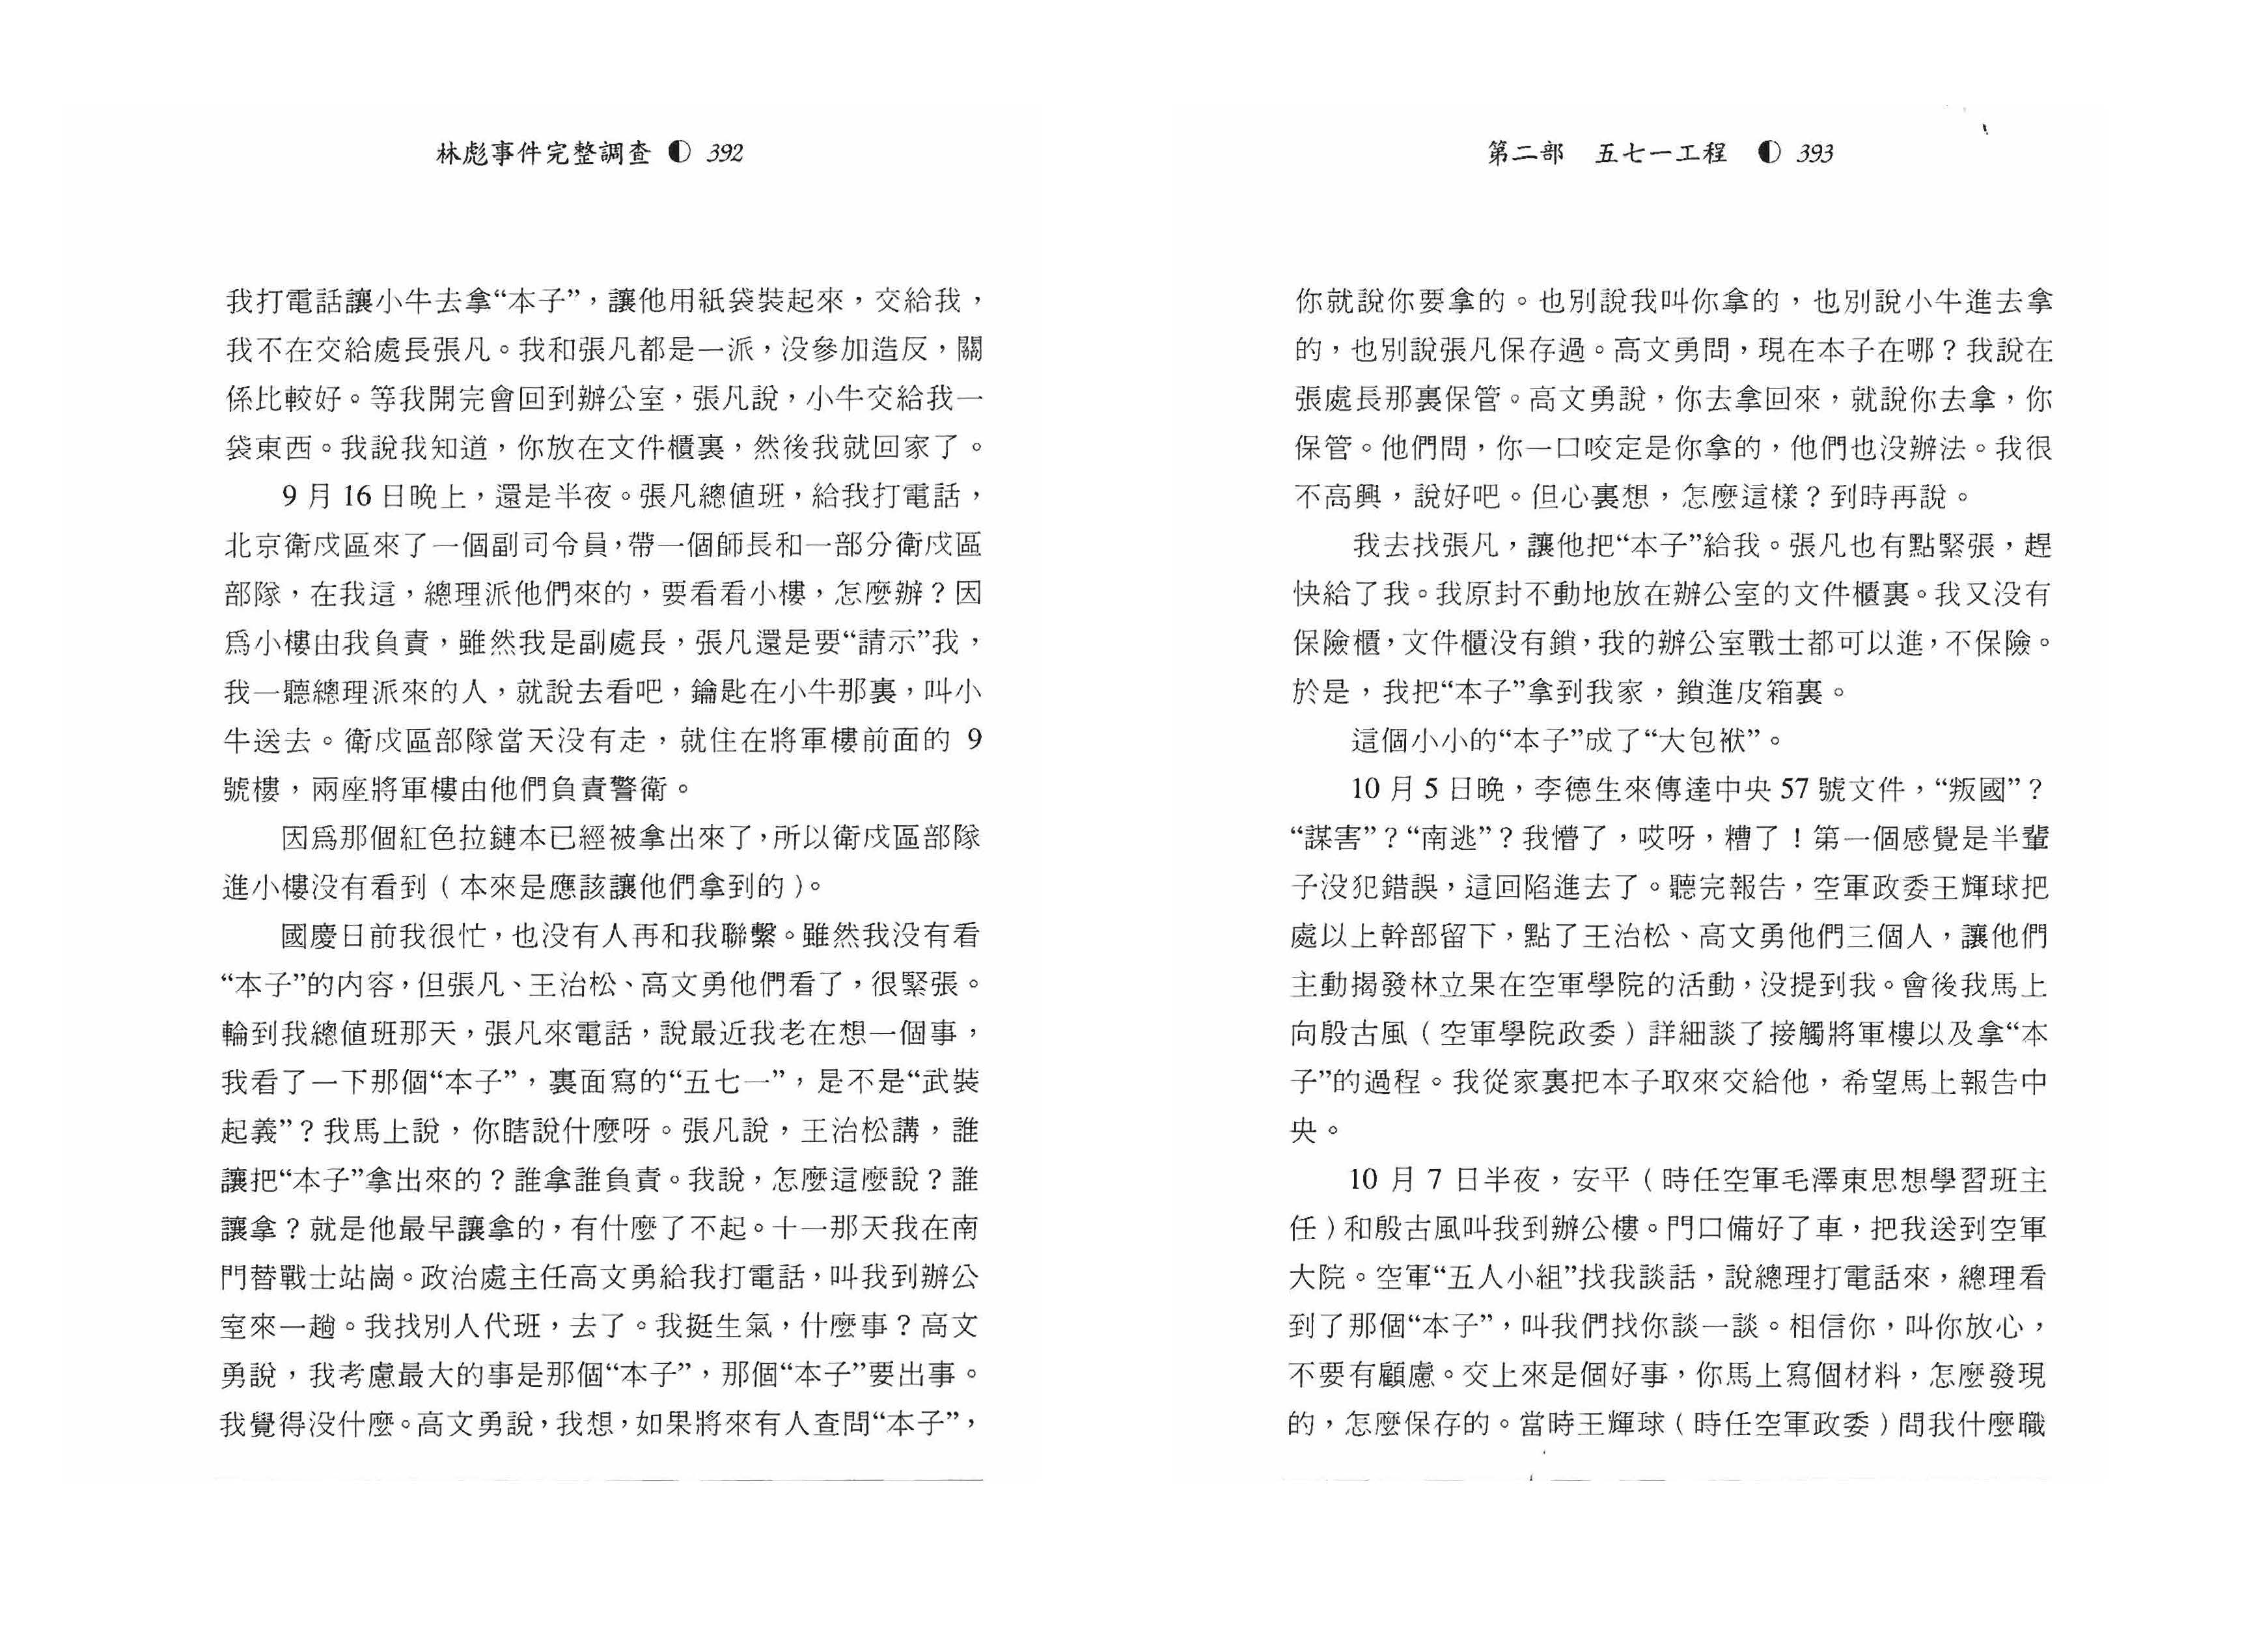 林彪事件完整調查 ◐ 392
我打電話讓小牛去拿“本子”，讓他用紙袋裝起來，交給我，
我不在交給處長張凡。我和張凡都是一派，没參加造反，關
係比較好。等我開完會回到辦公室，張凡說，小牛交給我一
袋東西。我說我知道，你放在文件櫃裏，然後我就回家了。
9 月 16 日晚上，還是半夜。張凡總值班，給我打電話，
北京衛戍區來了一個副司令員，帶一個師長和一部分衛戍區
部隊，在我這，總理派他們來的，要看看小樓，怎麼辦？因
爲小樓由我負責，雖然我是副處長，張凡還是要“請示”我，
我一聽總理派來的人，就說去看吧，鑰匙在小牛那裏，叫小
牛送去。衛戍區部隊當天没有走，就住在將軍樓前面的 9
號樓，兩座將軍樓由他們負責警衛。
因爲那個紅色拉鏈本已經被拿出來了，所以衛戍區部隊
進小樓没有看到（本來是應該讓他們拿到的）。
國慶日前我很忙，也没有人再和我聯繫。雖然我没有看
“本子”的内容，但張凡、王治松、高文勇他們看了，很緊張。
輪到我總值班那天，張凡來電話，說最近我老在想一個事，
我看了一下那個“本子”，裏面寫的“五七一”，是不是“武裝
起義”？我馬上說，你瞎說什麼呀。張凡說，王治松講，誰
讓把“本子”拿出來的？誰拿誰負責。我說，怎麼這麼說？誰
讓拿？就是他最早讓拿的，有什麼了不起。十一那天我在南
門替戰士站崗。政治處主任高文勇給我打電話，叫我到辦公
室來一趟。我找別人代班，去了。我挺生氣，什麼事？高文
勇說，我考慮最大的事是那個“本子”，那個“本子”要出事。
我覺得没什麼。高文勇說，我想，如果將來有人查問“本子”，
第二部 五七一工程 ◐ 393
你就說你要拿的。也別說我叫你拿的，也別說小牛進去拿
的，也別說張凡保存過。高文勇問，現在本子在哪？我說在
張處長那裏保管。高文勇說，你去拿回來，就說你去拿，你
保管。他們問，你一口咬定是你拿的，他們也没辦法。我很
不高興，說好吧。但心裏想，怎麼這樣？到時再說。
我去找張凡，讓他把“本子”給我。張凡也有點緊張，趕
快給了我。我原封不動地放在辦公室的文件櫃裏。我又没有
保險櫃，文件櫃没有鎖，我的辦公室戰士都可以進，不保險。
於是，我把“本子”拿到我家，鎖進皮箱裏。
這個小小的“本子”成了“大包袱”。
10 月 5 日晚，李德生來傳達中央 57 號文件，“叛國”？
“謀害”？“南逃”？我懵了，哎呀，糟了！第一個感覺是半輩
子没犯錯誤，這回陷進去了。聽完報告，空軍政委王輝球把
處以上幹部留下，點了王治松、高文勇他們三個人，讓他們
主動揭發林立果在空軍學院的活動，没提到我。會後我馬上
向殷古風（空軍學院政委）詳細談了接觸將軍樓以及拿“本
子”的過程。我從家裏把本子取來交給他，希望馬上報告中
央。
10 月 7 日半夜，安平（時任空軍毛澤東思想學習班主
任）和殷古風叫我到辦公樓。門口備好了車，把我送到空軍
大院。空軍“五人小組”找我談話，說總理打電話來，總理看
到了那個“本子”，叫我們找你談一談。相信你，叫你放心，
不要有顧慮。交上來是個好事，你馬上寫個材料，怎麼發現
的，怎麼保存的。當時王輝球（時任空軍政委）問我什麼職